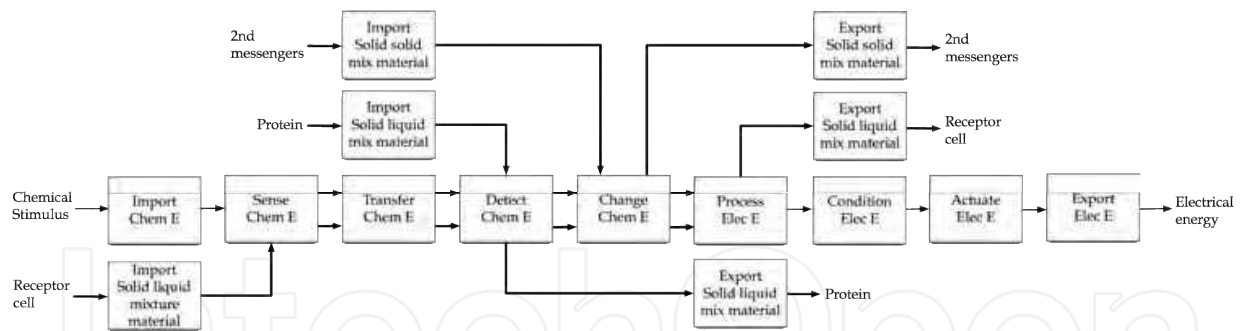 2nd
messengers
Import
Solid solid
mix material
Export
Solid solid
mix material
2nd
messengers
Protein
Import
Solid liquid
mix material
Export
Solid liquid
mix material
Receptor
cell
Chemical
Stimulus
Import
Chem E
Sense
Chem E
Transfer
Chem E
Detect
Chem E
Change
Chem E
Process
Elec E
Condition
Elec E
Actuate
Elec E
Export
Elec E
Electrical
energy
Receptor
cell
Import
Solid liquid
mixture
material
Export
Solid liquid
mix material
Protein
IntechOpen